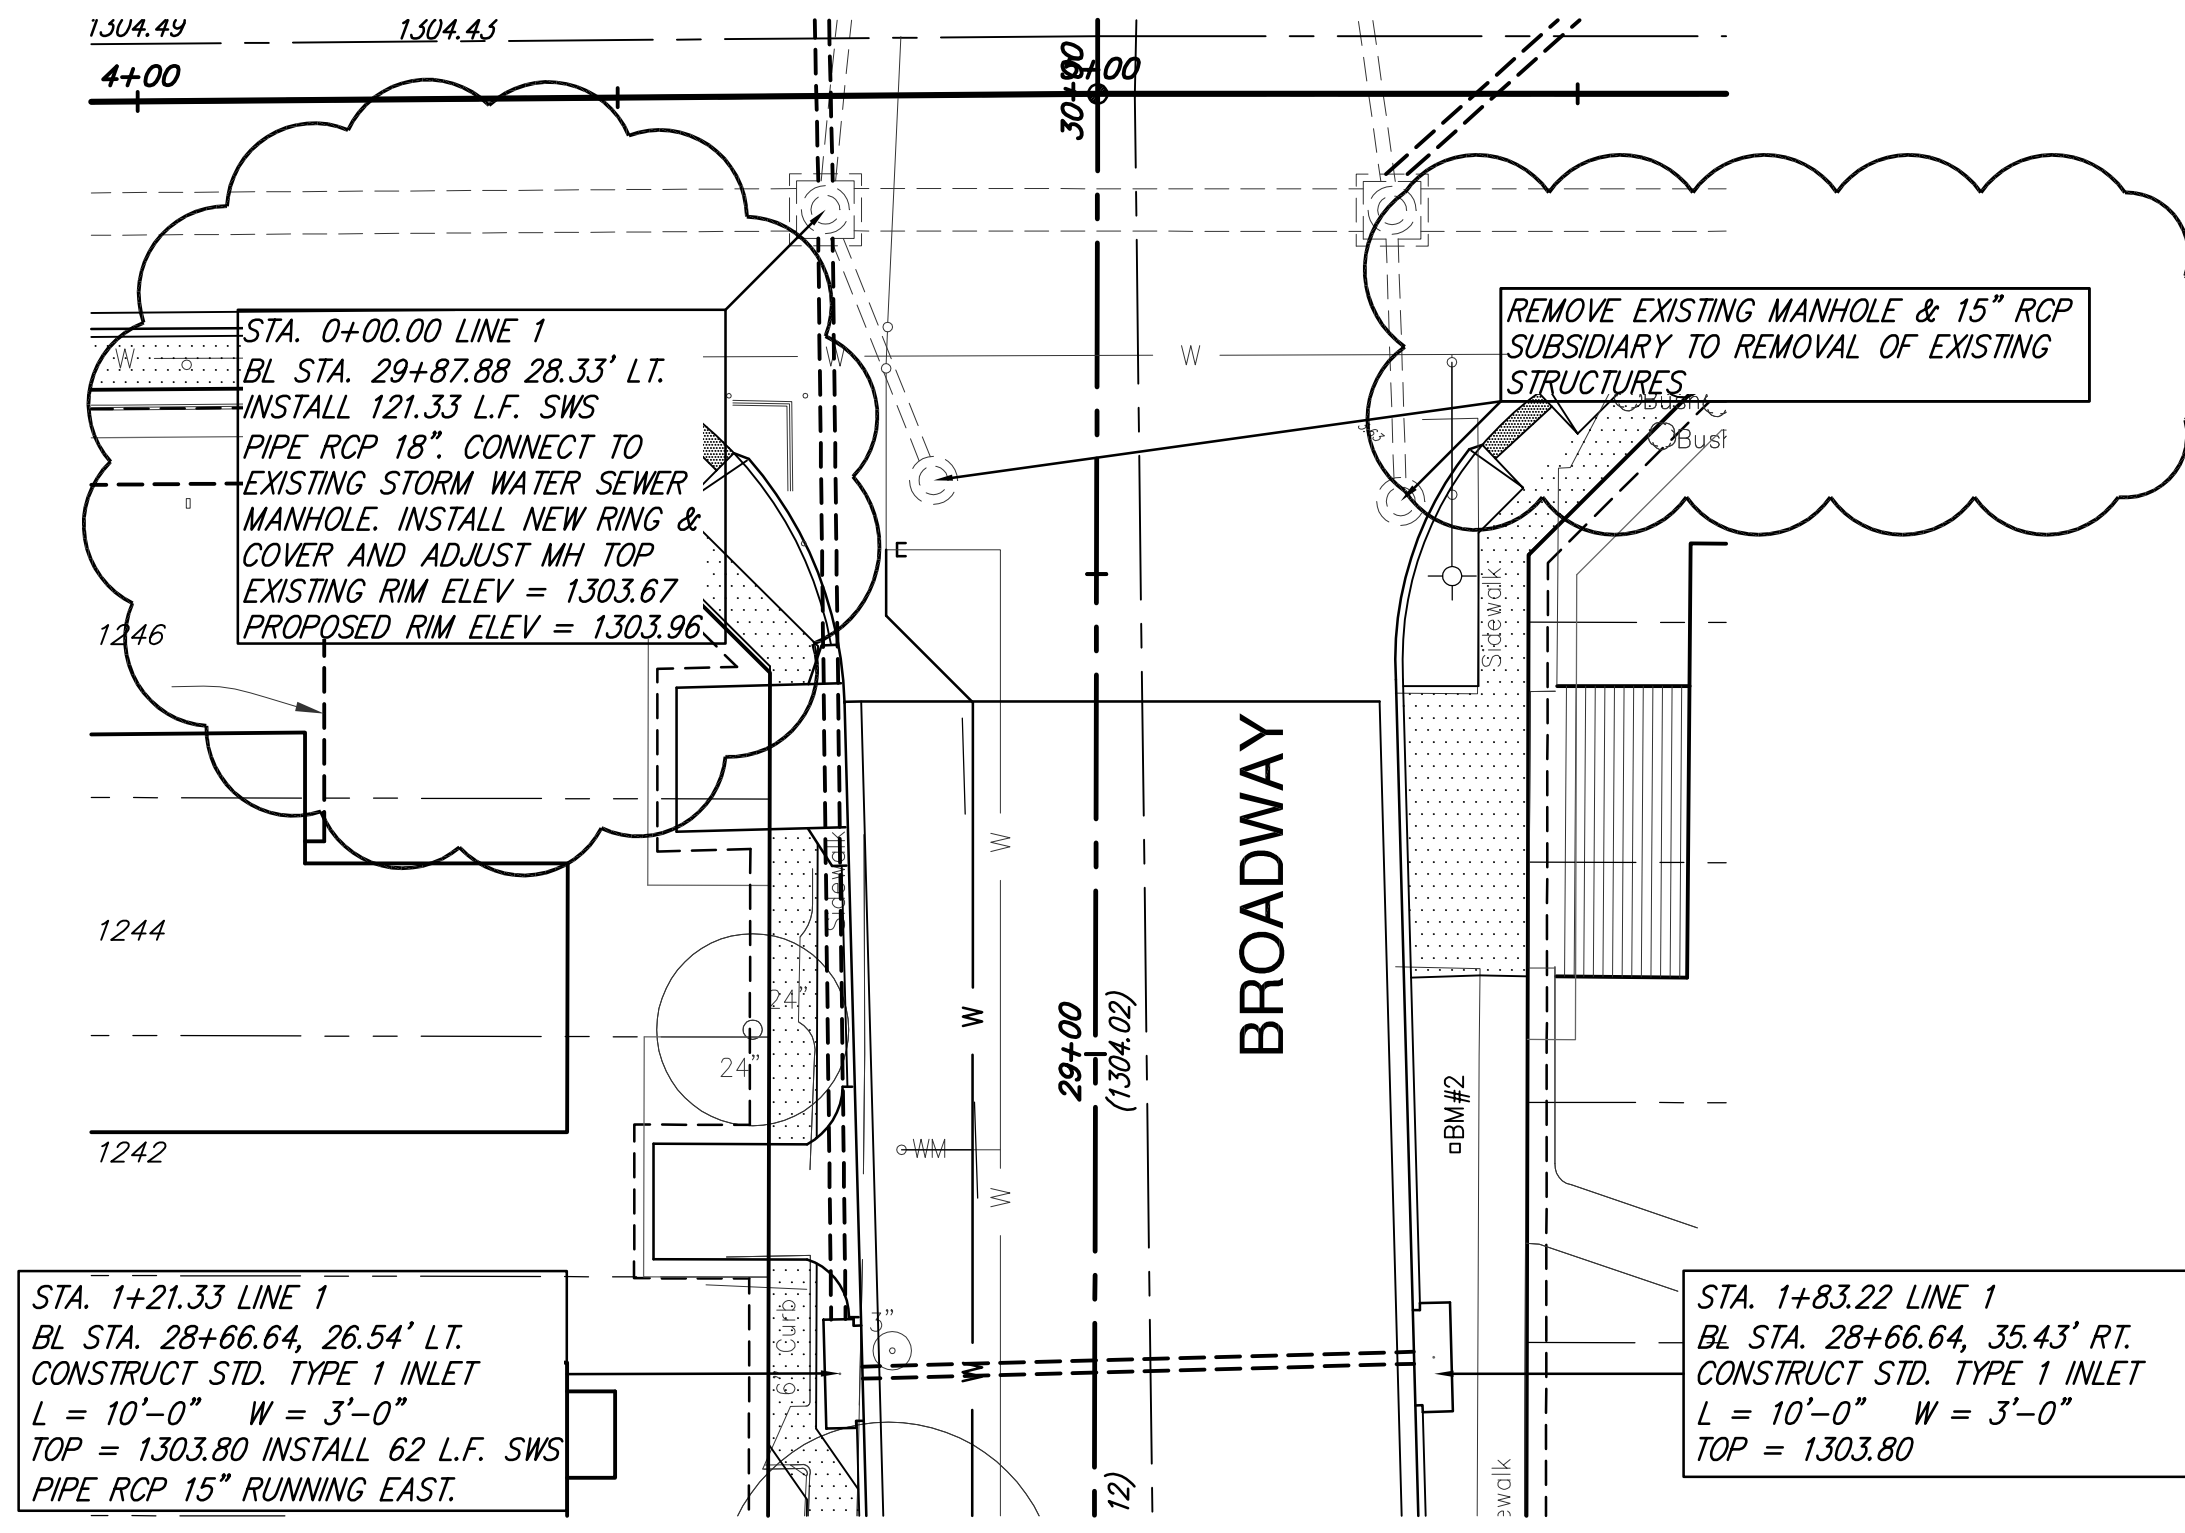 1304.49
1304.43
4+00
30+00
9+00
STA. 0+00.00 LINE 1
BL STA. 29+87.88 28.33' LT.
INSTALL 121.33 L.F. SWS
PIPE RCP 18". CONNECT TO
EXISTING STORM WATER SEWER
MANHOLE. INSTALL NEW RING &
COVER AND ADJUST MH TOP
EXISTING RIM ELEV = 1303.67
PROPOSED RIM ELEV = 1303.96
REMOVE EXISTING MANHOLE & 15" RCP
SUBSIDIARY TO REMOVAL OF EXISTING
STRUCTURES
W
W
W
Bush
Bush
E
Sidewalk
1246
BROADWAY
W
Sidewalk
1244
24"
W
29+00
(1304.02)
24"
BM#2
1242
WM
W
6" Curb
3"
W
STA. 1+21.33 LINE 1
BL STA. 28+66.64, 26.54' LT.
CONSTRUCT STD. TYPE 1 INLET
L = 10'-0" W = 3'-0"
TOP = 1303.80 INSTALL 62 L.F. SWS
PIPE RCP 15" RUNNING EAST.
STA. 1+83.22 LINE 1
BL STA. 28+66.64, 35.43' RT.
CONSTRUCT STD. TYPE 1 INLET
L = 10'-0" W = 3'-0"
TOP = 1303.80
12)
ewalk